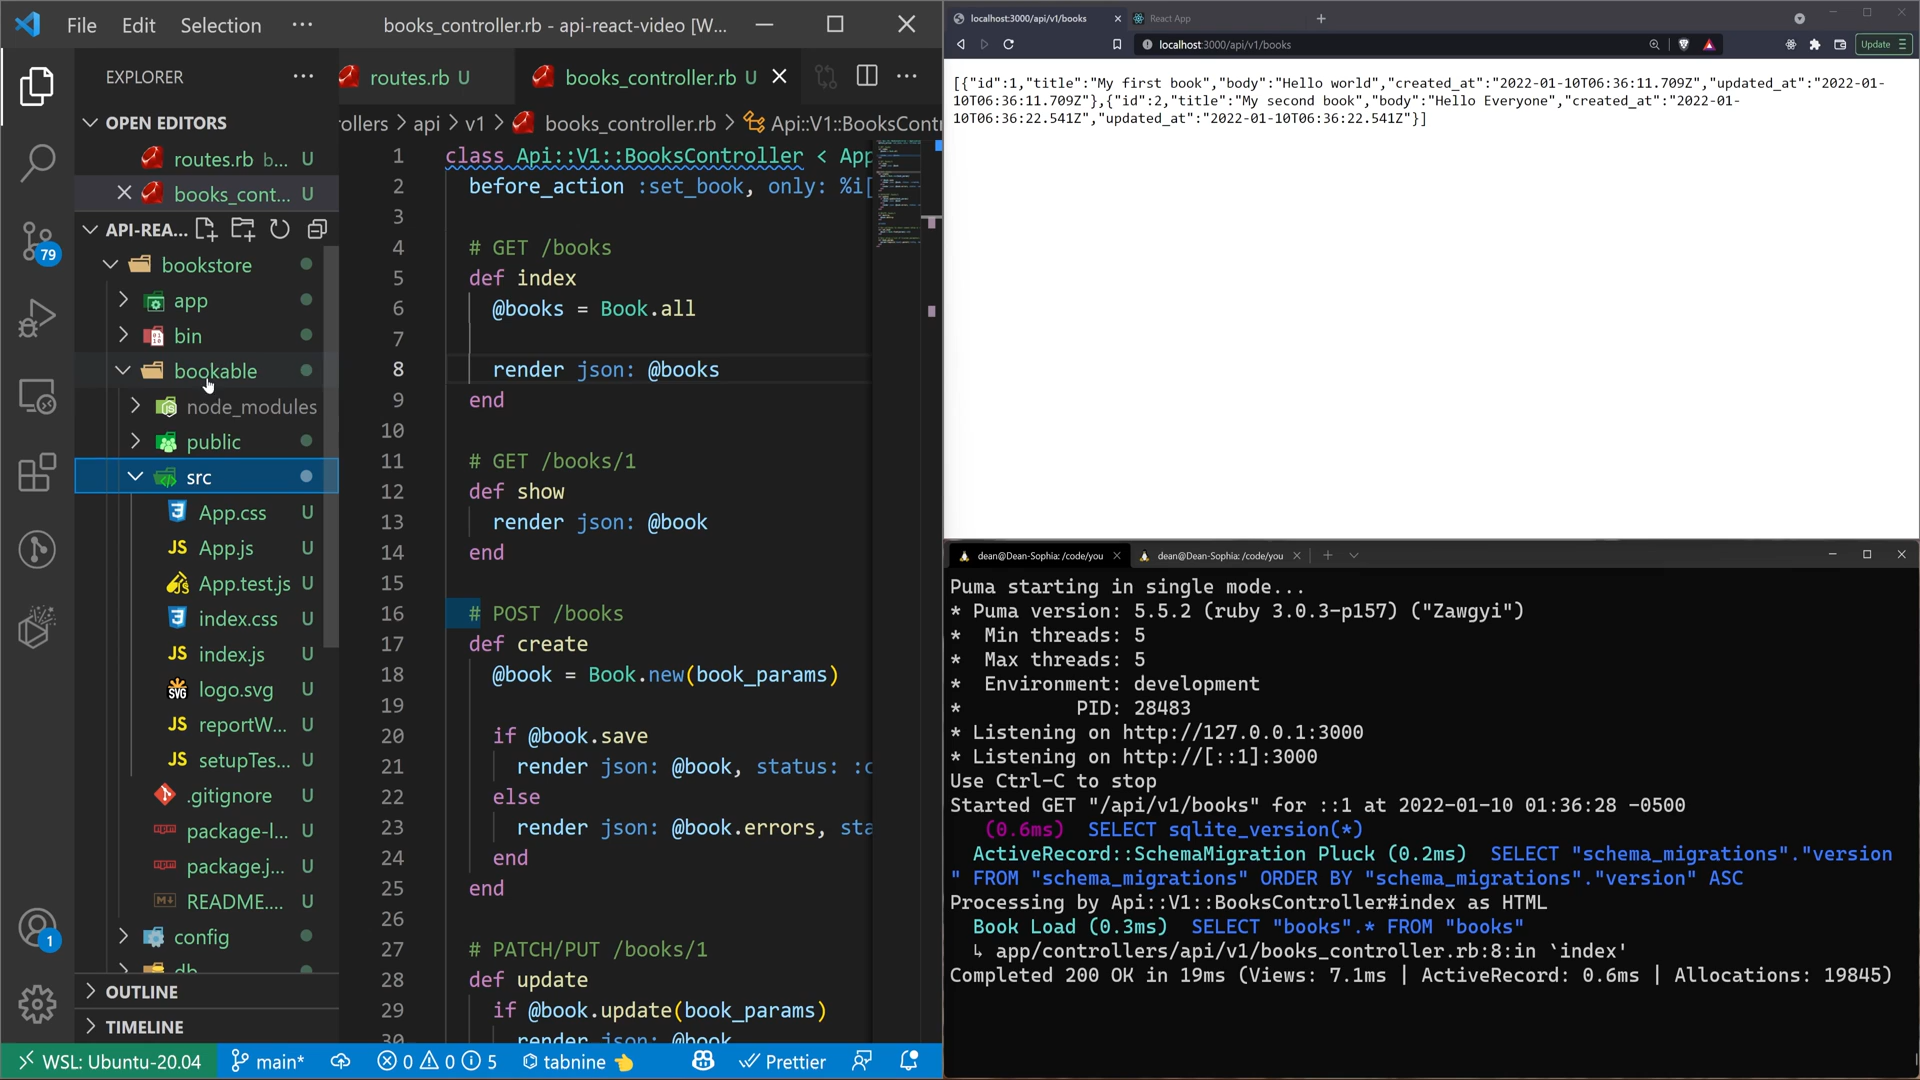 File Edit Selection ··· books_controller.rb - api-react-video [W...
EXPLORER ···
OPEN EDITORS
routes.rb b... U
books_cont... U
API-REA...
bookstore
app
bin
bookable
node_modules
public
src
App.css U
App.js U
App.test.js U
index.css U
index.js U
logo.svg U
reportW... U
setupTes... U
.gitignore U
package-l... U
package.j... U
README.... U
config
db
OUTLINE
TIMELINE
79
1
routes.rb U books_controller.rb U
ollers > api > v1 > books_controller.rb > Api::V1::BooksCont
1 class Api::V1::BooksController < App
2 before_action :set_book, only: %i[
3
4 # GET /books
5 def index
6 @books = Book.all
7
8 render json: @books
9 end
10
11 # GET /books/1
12 def show
13 render json: @book
14 end
15
16 # POST /books
17 def create
18 @book = Book.new(book_params)
19
20 if @book.save
21 render json: @book, status: :c
22 else
23 render json: @book.errors, sta
24 end
25 end
26
27 # PATCH/PUT /books/1
28 def update
29 if @book.update(book_params)
30 render json: @book
WSL: Ubuntu-20.04 main* 0 0 5 tabnine Prettier
localhost:3000/api/v1/books React App
localhost:3000/api/v1/books Update
[{"id":1,"title":"My first book","body":"Hello world","created_at":"2022-01-10T06:36:11.709Z","updated_at":"2022-01-
10T06:36:11.709Z"},{"id":2,"title":"My second book","body":"Hello Everyone","created_at":"2022-01-
10T06:36:22.541Z","updated_at":"2022-01-10T06:36:22.541Z"}]
dean@Dean-Sophia: /code/you dean@Dean-Sophia: /code/you
Puma starting in single mode...
* Puma version: 5.5.2 (ruby 3.0.3-p157) ("Zawgyi")
* Min threads: 5
* Max threads: 5
* Environment: development
* PID: 28483
* Listening on http://127.0.0.1:3000
* Listening on http://[::1]:3000
Use Ctrl-C to stop
Started GET "/api/v1/books" for ::1 at 2022-01-10 01:36:28 -0500
(0.6ms) SELECT sqlite_version(*)
ActiveRecord::SchemaMigration Pluck (0.2ms) SELECT "schema_migrations"."version
" FROM "schema_migrations" ORDER BY "schema_migrations"."version" ASC
Processing by Api::V1::BooksController#index as HTML
Book Load (0.3ms) SELECT "books".* FROM "books"
↳ app/controllers/api/v1/books_controller.rb:8:in `index'
Completed 200 OK in 19ms (Views: 7.1ms | ActiveRecord: 0.6ms | Allocations: 19845)